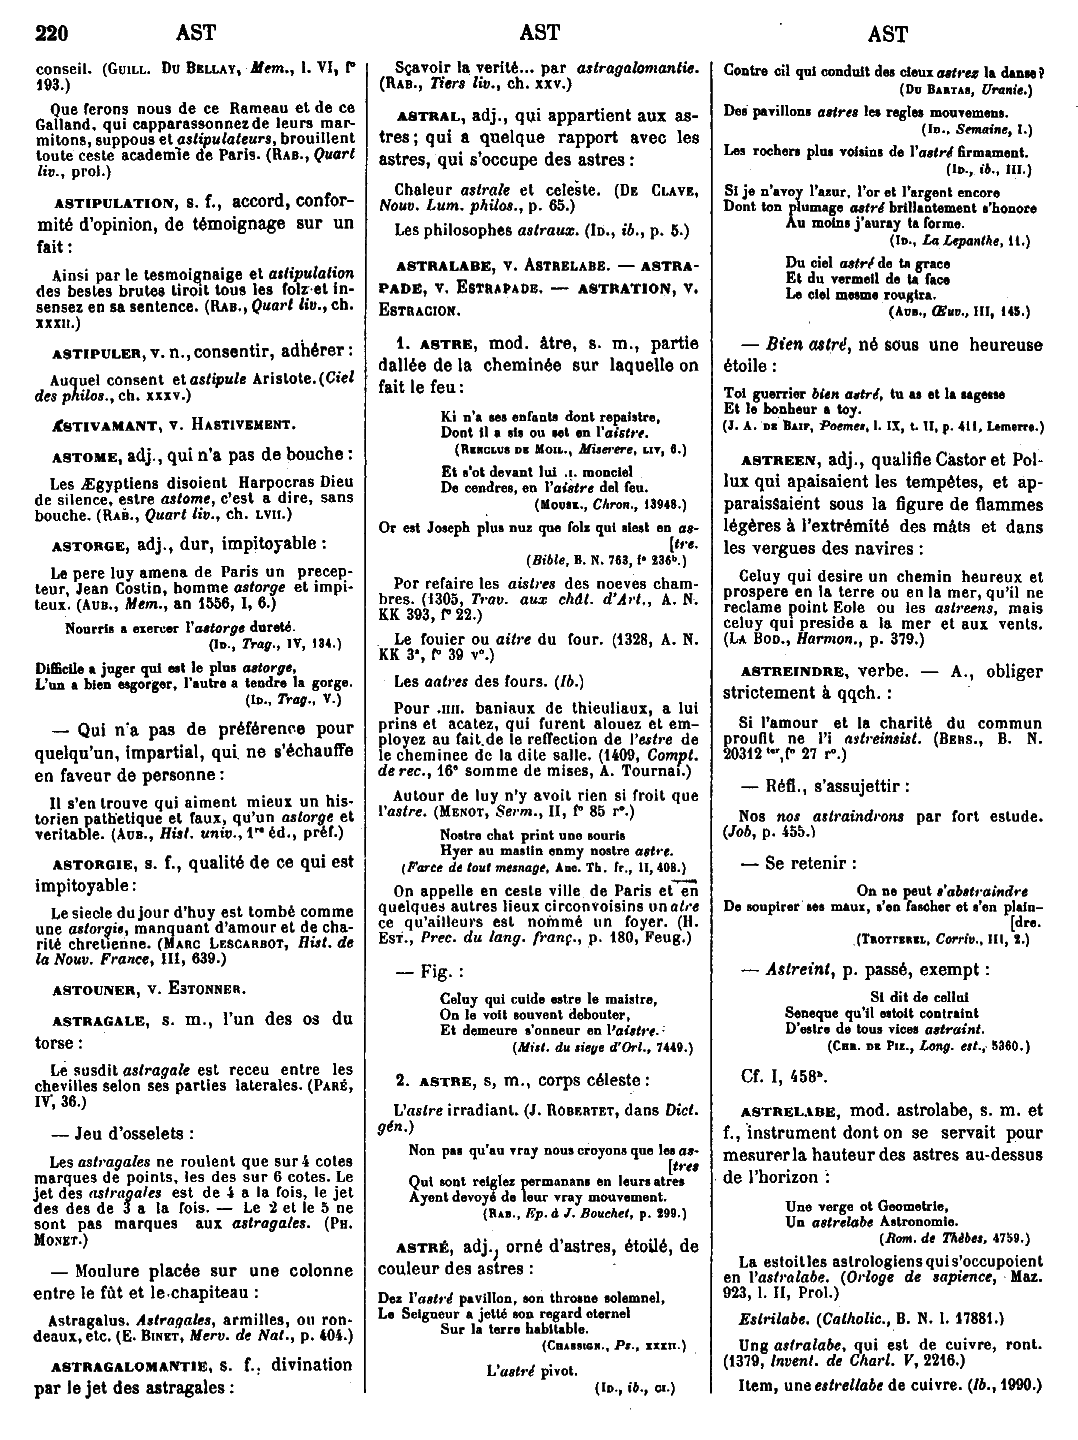 220 AST AST AST
conseil. (Guill. Du Bellay, Mem., l. VI, f°
193.)
Que ferons nous de ce Rameau et de ce
Galland, qui capparassonnez de leurs mar-
mitons, suppous et astipulateurs, brouillent
toute ceste academie de Paris. (Rab., Quart
liv., prol.)
ASTIPULATION, s. f., accord, confor-
mité d'opinion, de témoignage sur un
fait :
Ainsi par le tesmoignaige et astipulation
des bestes brutes tiroit tous les folz et in-
sensez en sa sentence. (Rab., Quart liv., ch.
xxxii.)
ASTIPULER, v. n., consentir, adhérer :
Auquel consent et astipule Aristote. (Ciel
des philos., ch. xxxv.)
ÆSTIVAMANT, v. Hastivement.
ASTOME, adj., qui n'a pas de bouche :
Les Ægyptiens disoient Harpocras Dieu
de silence, estre astome, c'est a dire, sans
bouche. (Rab., Quart liv., ch. lvii.)
ASTORGE, adj., dur, impitoyable :
Le pere luy amena de Paris un precep-
teur, Jean Costin, homme astorge et impi-
teux. (Aub., Mem., an 1556, I, 6.)
Nourris a exercer l'astorge dureté.
(Id., Trag., IV, 134.)
Difficile a juger qui est le plus astorge,
L'un a bien esgorger, l'autre a tendre la gorge.
(Id., Trag., V.)
— Qui n'a pas de préférence pour
quelqu'un, impartial, qui ne s'échauffe
en faveur de personne :
Il s'en trouve qui aiment mieux un his-
torien pathetique et faux, qu'un astorge et
veritable. (Aub., Hist. univ., 1re éd., préf.)
ASTORGIE, s. f., qualité de ce qui est
impitoyable :
Le siecle du jour d'huy est tombé comme
une astorgie, manquant d'amour et de cha-
rité chretienne. (Marc Lescarbot, Hist. de
la Nouv. France, III, 639.)
ASTOUNER, v. Estonner.
ASTRAGALE, s. m., l'un des os du
torse :
Le susdit astragale est receu entre les
chevilles selon ses parties laterales. (Paré,
IV, 36.)
— Jeu d'osselets :
Les astragales ne roulent que sur 4 cotes
marques de points, les des sur 6 cotes. Le
jet des astragales est de 4 a la fois, le jet
des des de 3 a la fois. — Le 2 et le 5 ne
sont pas marques aux astragales. (Ph.
Monet.)
— Moulure placée sur une colonne
entre le fût et le chapiteau :
Astragalus. Astragales, armilles, ou ron-
deaux, etc. (E. Binet, Merv. de Nat., p. 404.)
ASTRAGALOMANTIE, s. f., divination
par le jet des astragales :
Sçavoir la verité... par astragalomantie.
(Rab., Tiers liv., ch. xxv.)
ASTRAL, adj., qui appartient aux as-
tres ; qui a quelque rapport avec les
astres, qui s'occupe des astres :
Chaleur astrale et celeste. (De Clave,
Nouv. Lum. philos., p. 65.)
Les philosophes astraux. (Id., ib., p. 5.)
ASTRALABE, v. Astrelabe. — ASTRA-
PADE, v. Estrapade. — ASTRATION, v.
Estracion.
1. ASTRE, mod. âtre, s. m., partie
dallée de la cheminée sur laquelle on
fait le feu :
Ki n'a ses enfants dont repaistre,
Dont il a sis ou set en l'aistre.
(Renclus de Moil., Miserere, liv, 6.)
Et s'ot devant lui .i. moncel
De cendres, en l'aistre del feu.
(Mousk., Chron., 13948.)
Or est Joseph plus nuz que folz qui siest en as-
[tre.
(Bible, B. N. 763, f° 236b.)
Por refaire les aistres des noeves cham-
bres. (1305, Trav. aux chât. d'Art., A. N.
KK 393, f° 22.)
Le fouier ou aitre du four. (1328, A. N.
KK 3a, f° 39 v°.)
Les aatres des fours. (Ib.)
Pour .iiii. baniaux de thieuliaux, a lui
prins et acatez, qui furent alouez et em-
ployez au fait de le reffection de l'estre de
le cheminee de la dite salle. (1409, Compt.
de rec., 16e somme de mises, A. Tournai.)
Autour de luy n'y avoit rien si froit que
l'astre. (Menot, Serm., II, f° 85 r°.)
Nostre chat print une souris
Hyer au mastin enmy nostre astre.
(Farce de tout mesnage, Anc. Th. fr., II, 408.)
On appelle en ceste ville de Paris et en
quelques autres lieux circonvoisins un atre
ce qu'ailleurs est nommé un foyer. (H.
Est., Prec. du lang. franç., p. 180, Feug.)
— Fig. :
Celuy qui cuide estre le maistre,
On le voit souvent debouter,
Et demeure s'onneur en l'aistre.
(Mist. du siege d'Orl., 7449.)
2. ASTRE, s, m., corps céleste :
L'astre irradiant. (J. Robertet, dans Dict.
gén.)
Non pas qu'au vray nous croyons que les as-
[tres
Qui sont reiglez permanans en leurs atres
Ayent devoyé de leur vray mouvement.
(Rab., Ep. à J. Bouchet, p. 299.)
ASTRÉ, adj., orné d'astres, étoilé, de
couleur des astres :
Dez l'astré pavillon, son throsne solemnel,
Le Seigneur a jetté son regard eternel
Sur la terre habitable.
(Chassign., Ps., xxxii.)
L'astré pivot.
(Id., ib., ci.)
Contre cil qui conduit des cieux astrez la danse ?
(Du Bartas, Uranie.)
Des pavillons astres les regles mouvemens.
(Id., Semaine, I.)
Les rochers plus voisins de l'astré firmament.
(Id., ib., III.)
Si je n'avoy l'azur, l'or et l'argent encore
Dont ton plumage astré brillantement s'honore
Au moins j'auray ta forme.
(Id., La Lepanthe, 11.)
Du ciel astré de ta grace
Et du vermeil de ta face
Le ciel mesme rougira.
(Aub., Œuv., III, 145.)
— Bien astré, né sous une heureuse
étoile :
Toi guerrier bien astré, tu as et la sagesse
Et le bonheur a toy.
(J. A. de Baif, Poemes, l. IX, t. II, p. 411, Lemerre.)
ASTREEN, adj., qualifie Castor et Pol-
lux qui apaisaient les tempêtes, et ap-
paraissaient sous la figure de flammes
légères à l'extrémité des mâts et dans
les vergues des navires :
Celuy qui desire un chemin heureux et
prospere en la terre ou en la mer, qu'il ne
reclame point Eole ou les astreens, mais
celuy qui preside a la mer et aux vents.
(La Bod., Harmon., p. 379.)
ASTREINDRE, verbe. — A., obliger
strictement à qqch. :
Si l'amour et la charité du commun
proufit ne l'i astreinsist. (Bers., B. N.
20312 ter, f° 27 r°.)
— Réfl., s'assujettir :
Nos nos astraindrons par fort estude.
(Job, p. 455.)
— Se retenir :
On ne peut s'abstraindre
De soupirer ses maux, s'en fascher et s'en plain-
[dre.
(Trotterel, Corriv., III, 2.)
— Astreint, p. passé, exempt :
Si dit de cellui
Seneque qu'il estoit contraint
D'estre de tous vices astraint.
(Chr. de Piz., Long. est., 5360.)
Cf. I, 458b.
ASTRELABE, mod. astrolabe, s. m. et
f., instrument dont on se servait pour
mesurer la hauteur des astres au-dessus
de l'horizon :
Une verge ot Geometrie,
Un astrelabe Astronomie.
(Rom. de Thèbes, 4759.)
La estoit les astrologiens qui s'occupoient
en l'astralabe. (Orloge de sapience, Maz.
923, l. II, Prol.)
Estrilabe. (Catholic., B. N. l. 17881.)
Ung astralabe, qui est de cuivre, ront.
(1379, Invent. de Charl. V, 2216.)
Item, une estrellabe de cuivre. (Ib., 1990.)